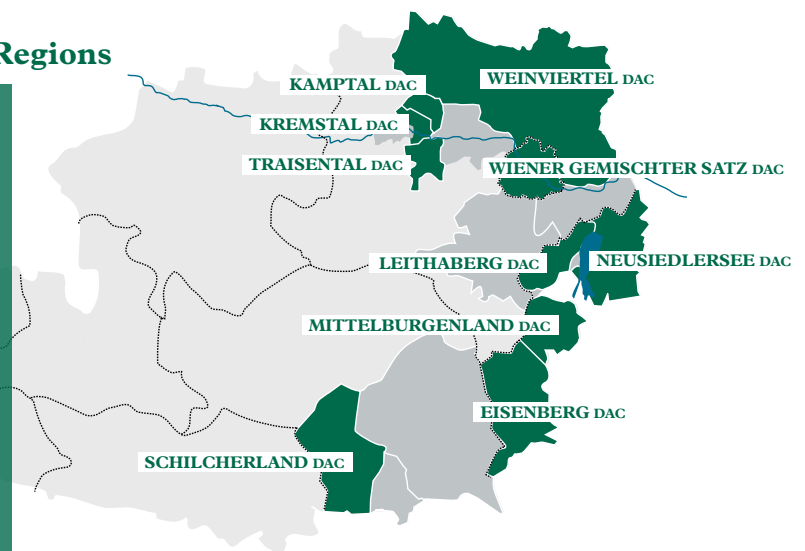 Regions
KAMPTAL DAC
WEINVIERTEL DAC
KREMSTAL DAC
TRAISENTAL DAC
WIENER GEMISCHTER SATZ DAC
LEITHABERG DAC
NEUSIEDLERSEE DAC
MITTELBURGENLAND DAC
EISENBERG DAC
SCHILCHERLAND DAC